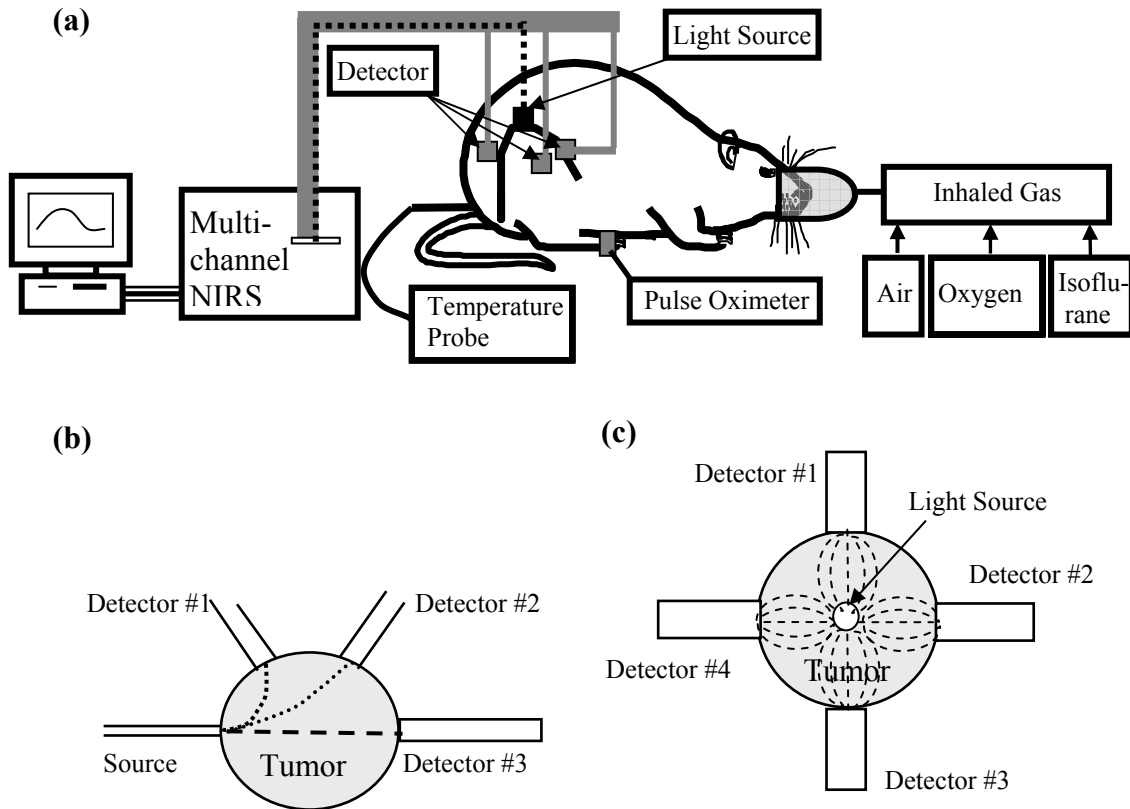 (a)
Light Source
Detector
Multi-
channel
NIRS
Inhaled Gas
Temperature
Probe
Pulse Oximeter
Air
Oxygen
Isoflu-
rane
(b)
Detector #1
Detector #2
Source
Tumor
Detector #3
(c)
Detector #1
Light Source
Detector #2
Detector #4
Tumor
Detector #3